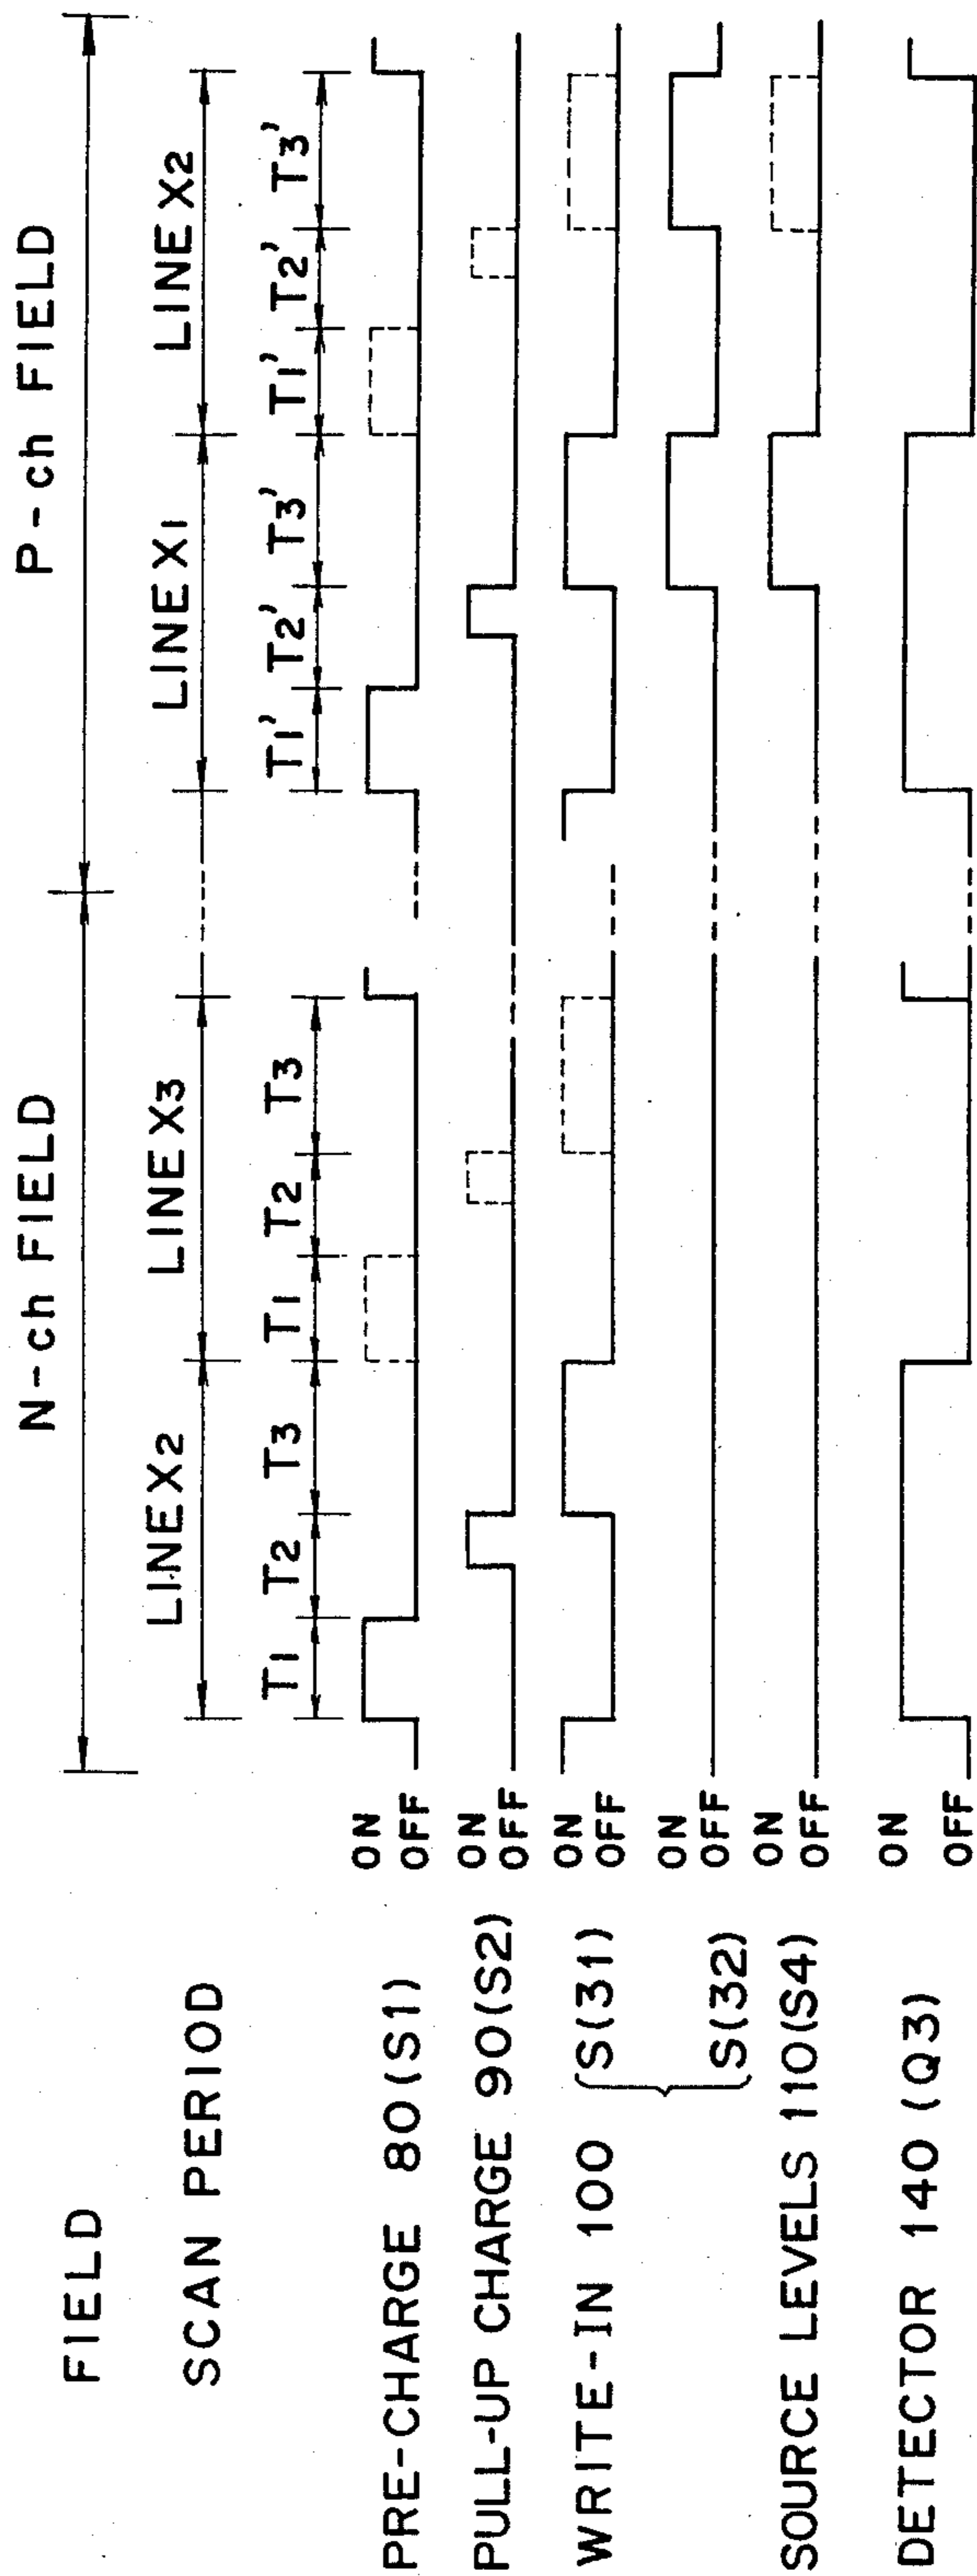 FIELD N-ch FIELD P-ch FIELD
SCAN PERIOD LINE X2 LINE X3 LINE X1 LINE X2
T1 T2 T3 T1 T2 T3 T1' T2' T3' T1' T2' T3'
PRE-CHARGE 80(S1) ON
OFF
PULL-UP CHARGE 90(S2) ON
OFF
WRITE-IN 100 S(31) ON
OFF
S(32) ON
OFF
SOURCE LEVELS 110(S4) ON
OFF
DETECTOR 140 (Q3) ON
OFF